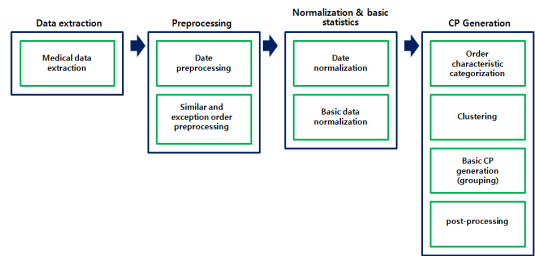 Data extraction
Medical data
extraction
Preprocessing
Date
preprocessing
Similar and
exception order
preprocessing
Normalization & basic
statistics
Date
normalization
Basic data
normalization
CP Generation
Order
characteristic
categorization
Clustering
Basic CP
generation
(grouping)
post-processing